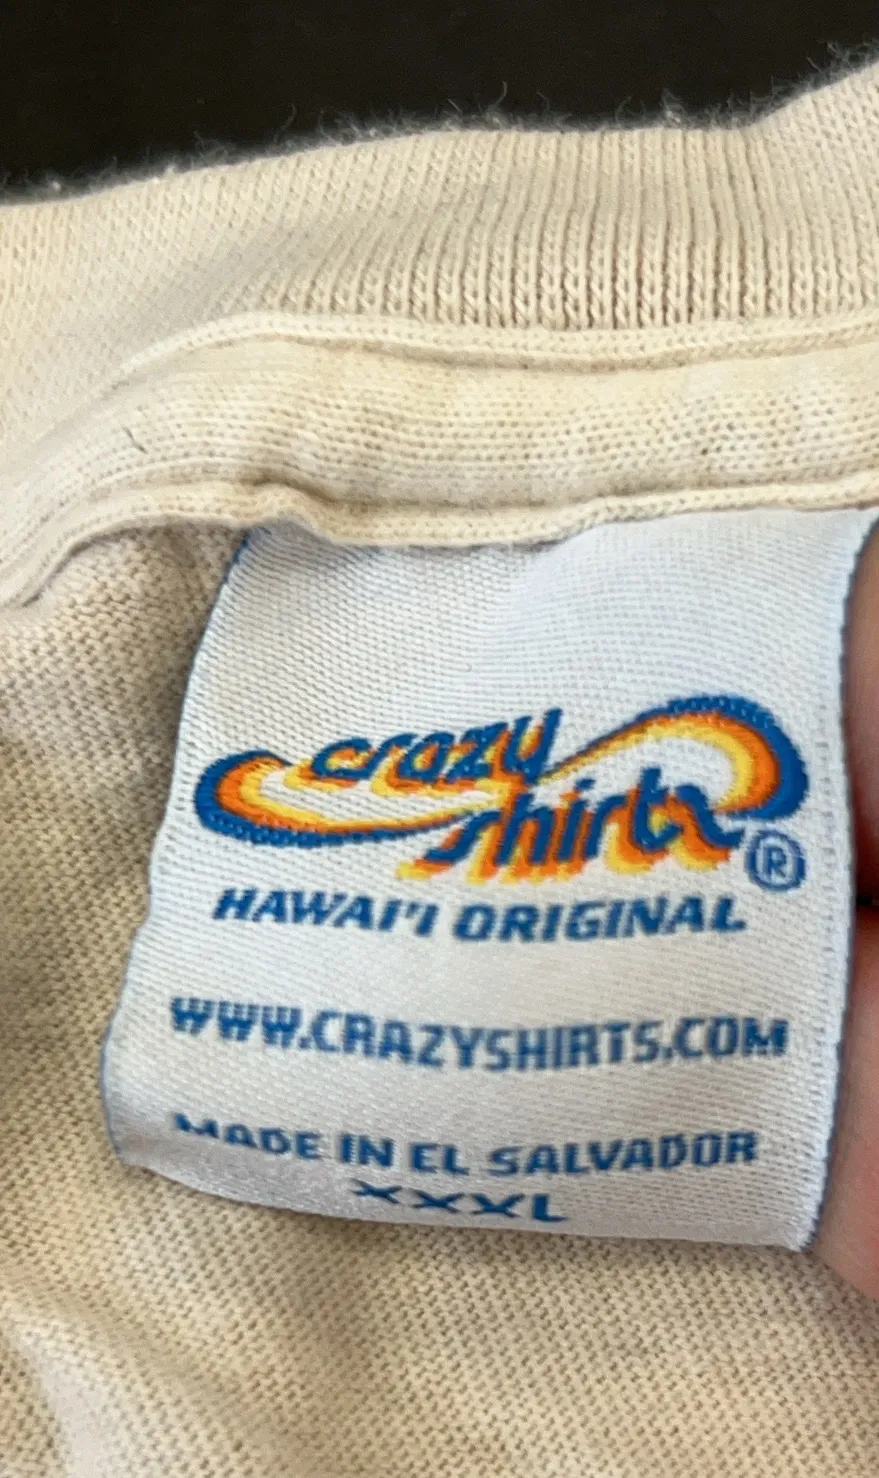 crazy
shirts®
HAWAI'I ORIGINAL
WWW.CRAZYSHIRTS.COM
MADE IN EL SALVADOR
XXXL